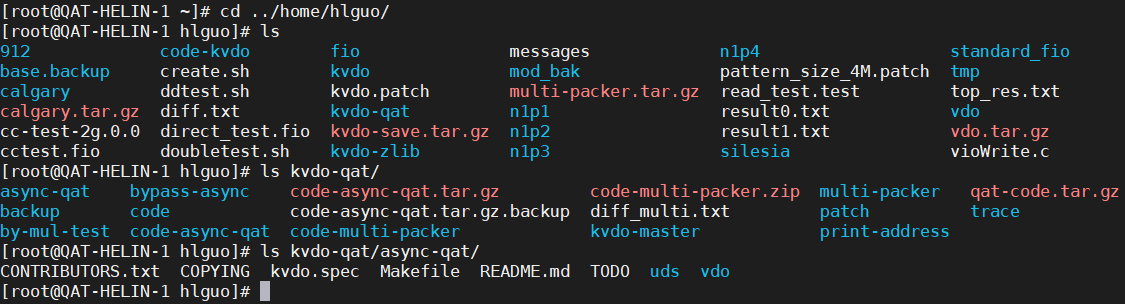 [root@QAT-HELIN-1 ~]# cd ../home/hlguo/
[root@QAT-HELIN-1 hlguo]# ls
912 code-kvdo fio messages n1p4 standard_fio
base.backup create.sh kvdo mod_bak pattern_size_4M.patch tmp
calgary ddtest.sh kvdo.patch multi-packer.tar.gz read_test.test top_res.txt
calgary.tar.gz diff.txt kvdo-qat n1p1 result0.txt vdo
cc-test-2g.0.0 direct_test.fio kvdo-save.tar.gz n1p2 result1.txt vdo.tar.gz
cctest.fio doubletest.sh kvdo-zlib n1p3 silesia vioWrite.c
[root@QAT-HELIN-1 hlguo]# ls kvdo-qat/
async-qat bypass-async code-async-qat.tar.gz code-multi-packer.zip multi-packer qat-code.tar.gz
backup code code-async-qat.tar.gz.backup diff_multi.txt patch trace
by-mul-test code-async-qat code-multi-packer kvdo-master print-address
[root@QAT-HELIN-1 hlguo]# ls kvdo-qat/async-qat/
CONTRIBUTORS.txt COPYING kvdo.spec Makefile README.md TODO uds vdo
[root@QAT-HELIN-1 hlguo]#